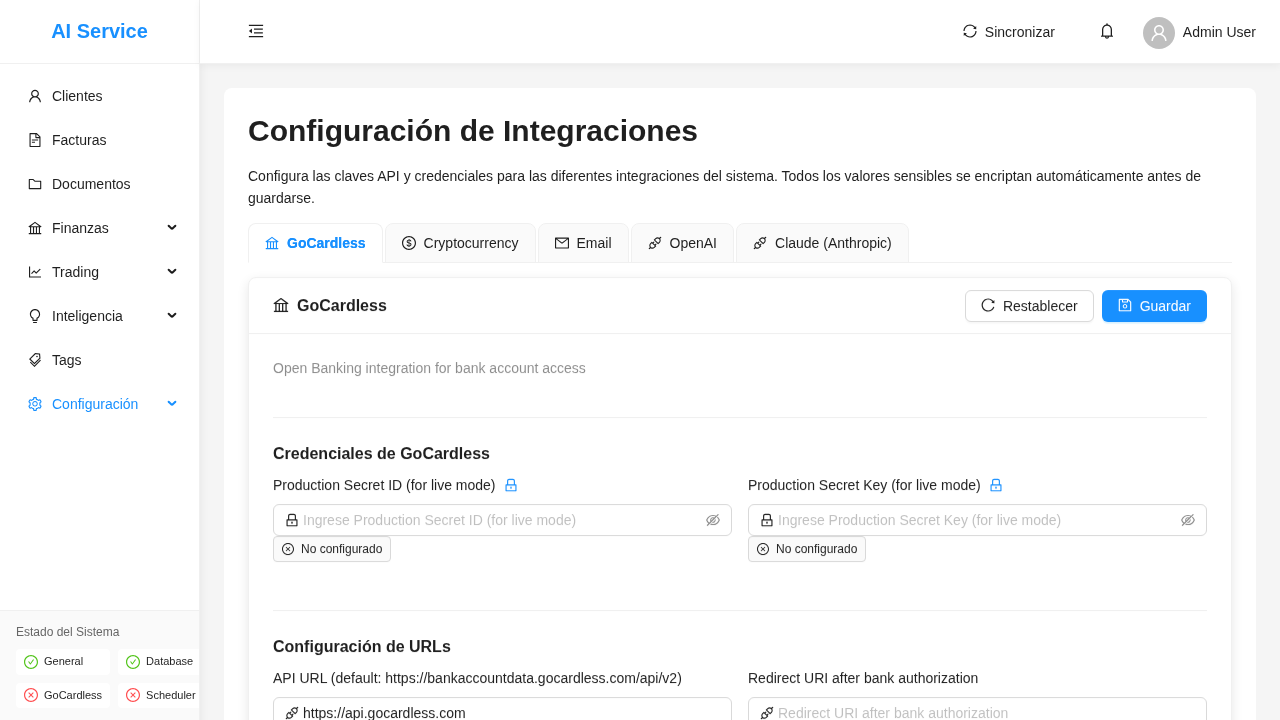 AI Service
Sincronizar
Admin User
Clientes
Facturas
Documentos
Finanzas
Trading
Inteligencia
Tags
Configuración
Estado del Sistema
General
Database
GoCardless
Scheduler
Configuración de Integraciones
Configura las claves API y credenciales para las diferentes integraciones del sistema. Todos los valores sensibles se encriptan automáticamente antes de
guardarse.
GoCardless
Cryptocurrency
Email
OpenAI
Claude (Anthropic)
GoCardless
Restablecer
Guardar
Open Banking integration for bank account access
Credenciales de GoCardless
Production Secret ID (for live mode)
Ingrese Production Secret ID (for live mode)
No configurado
Production Secret Key (for live mode)
Ingrese Production Secret Key (for live mode)
No configurado
Configuración de URLs
API URL (default: https://bankaccountdata.gocardless.com/api/v2)
https://api.gocardless.com
Redirect URI after bank authorization
Redirect URI after bank authorization